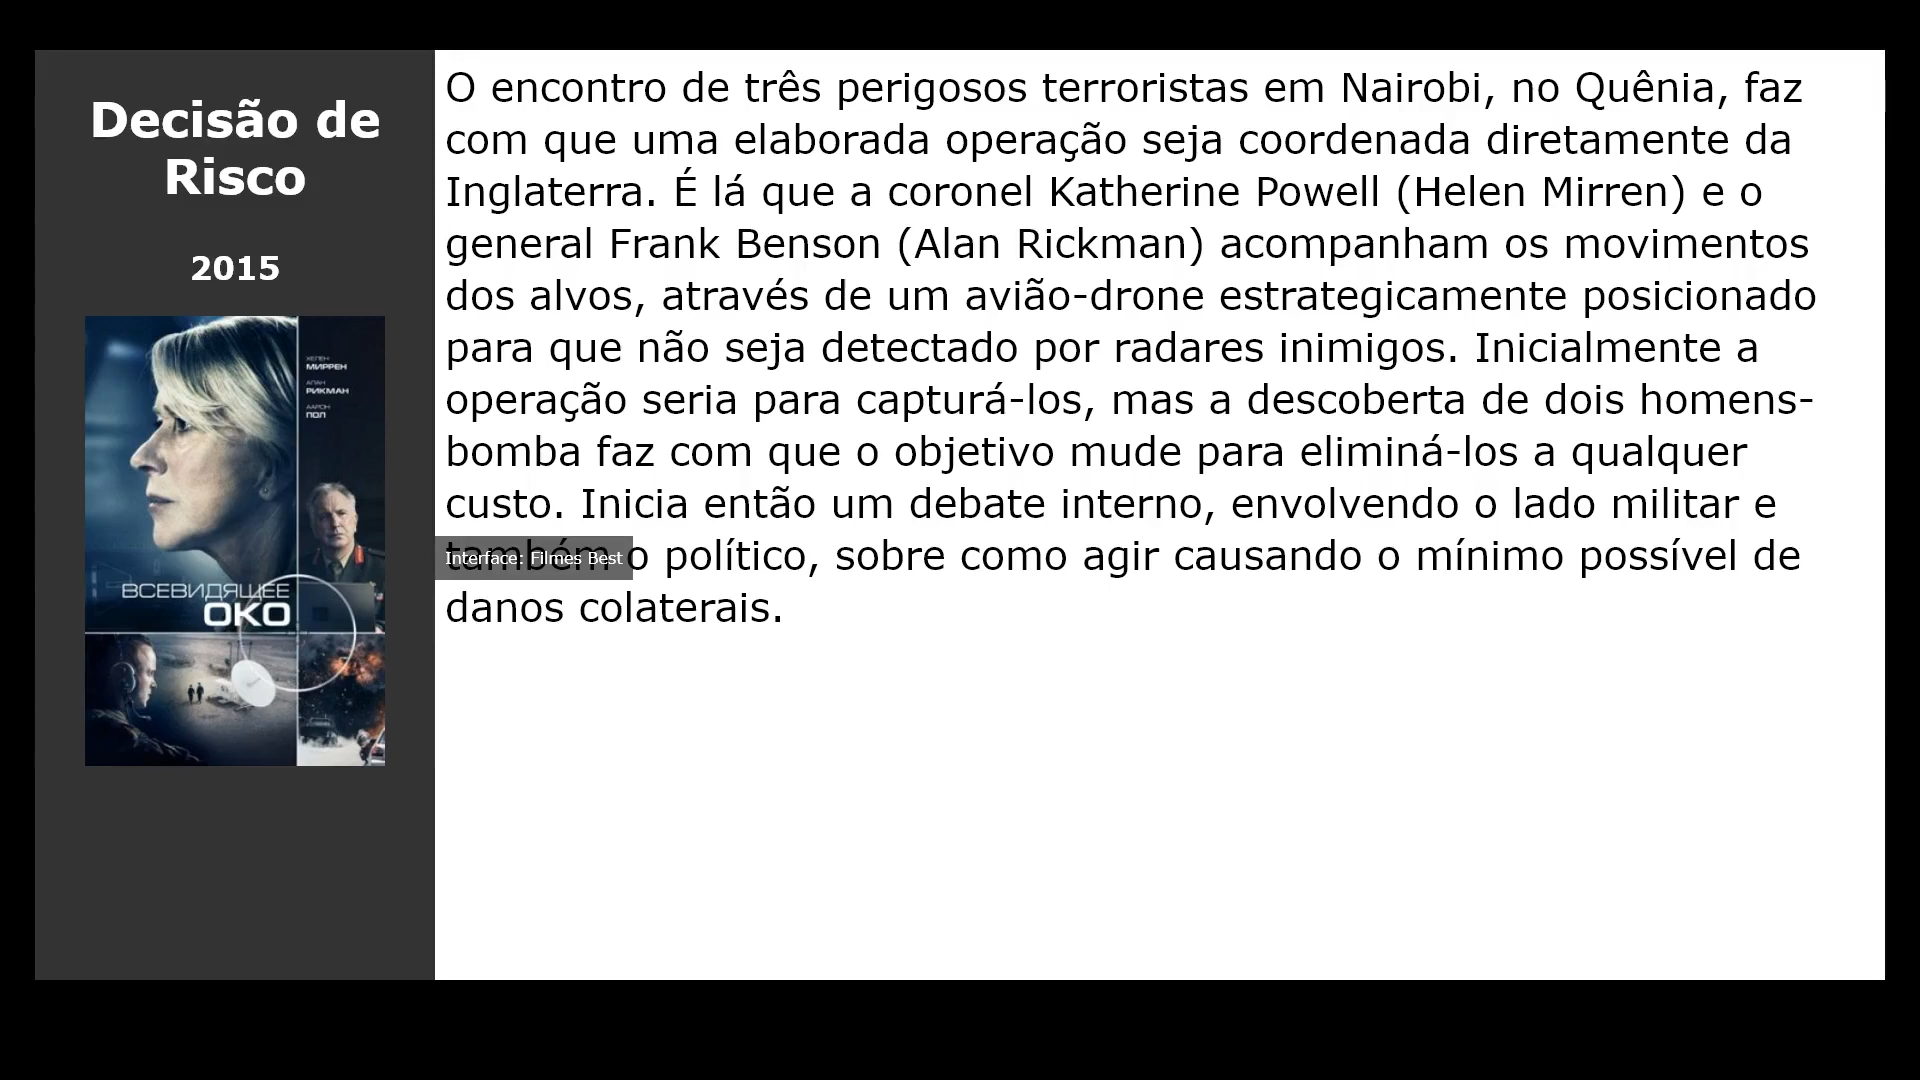 Decisão de
Risco
2015
ХЕЛЕН
МИРРЕН
АЛАН
РИКМАН
ААРОН
ПОЛ
ВСЕВИДЯЩЕЕ
ОКО
O encontro de três perigosos terroristas em Nairobi, no Quênia, faz
com que uma elaborada operação seja coordenada diretamente da
Inglaterra. É lá que a coronel Katherine Powell (Helen Mirren) e o
general Frank Benson (Alan Rickman) acompanham os movimentos
dos alvos, através de um avião-drone estrategicamente posicionado
para que não seja detectado por radares inimigos. Inicialmente a
operação seria para capturá-los, mas a descoberta de dois homens-
bomba faz com que o objetivo mude para eliminá-los a qualquer
custo. Inicia então um debate interno, envolvendo o lado militar e
também o político, sobre como agir causando o mínimo possível de
danos colaterais.
Interface: Filmes Best